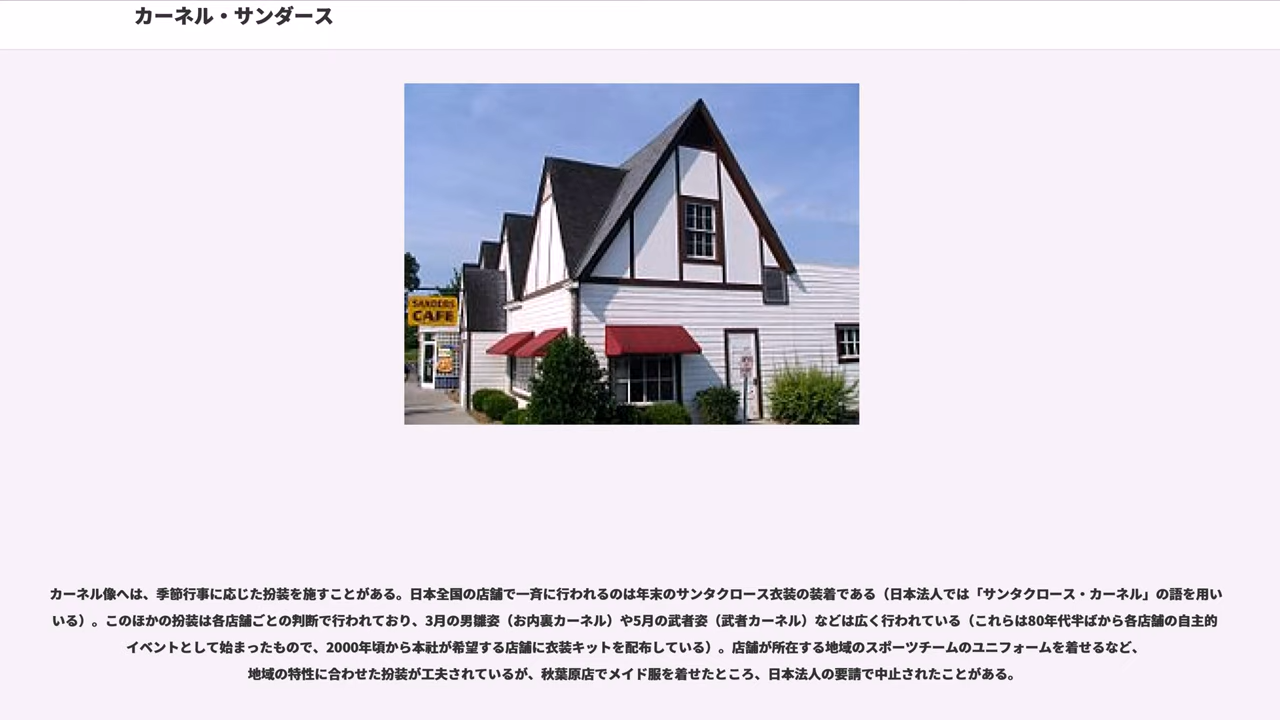 カーネル・サンダース
SANDERS
CAFE
カーネル像へは、季節行事に応じた扮装を施すことがある。日本全国の店舗で一斉に行われるのは年末のサンタクロース衣装の装着である（日本法人では「サンタクロース・カーネル」の語を用い
いる）。このほかの扮装は各店舗ごとの判断で行われており、3月の男雛姿（お内裏カーネル）や5月の武者姿（武者カーネル）などは広く行われている（これらは80年代半ばから各店舗の自主的
イベントとして始まったもので、2000年頃から本社が希望する店舗に衣装キットを配布している）。店舗が所在する地域のスポーツチームのユニフォームを着せるなど、
地域の特性に合わせた扮装が工夫されているが、秋葉原店でメイド服を着せたところ、日本法人の要請で中止されたことがある。